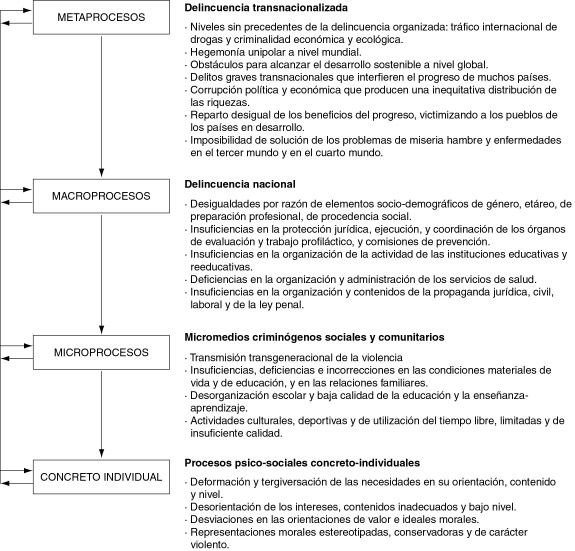 METAPROCESOS
Delincuencia transnacionalizada
· Niveles sin precedentes de la delincuencia organizada: tráfico internacional de
drogas y criminalidad económica y ecológica.
· Hegemonía unipolar a nivel mundial.
· Obstáculos para alcanzar el desarrollo sostenible a nivel global.
· Delitos graves transnacionales que interfieren el progreso de muchos países.
· Corrupción política y económica que producen una inequitativa distribución de
las riquezas.
· Reparto desigual de los beneficios del progreso, victimizando a los pueblos de
los países en desarrollo.
· Imposibilidad de solución de los problemas de miseria hambre y enfermedades
en el tercer mundo y en el cuarto mundo.
MACROPROCESOS
Delincuencia nacional
· Desigualdades por razón de elementos socio-demográficos de género, etáreo, de
preparación profesional, de procedencia social.
· Insuficiencias en la protección jurídica, ejecución, y coordinación de los órganos
de evaluación y trabajo profiláctico, y comisiones de prevención.
· Insuficiencias en la organización de la actividad de las instituciones educativas y
reeducativas.
· Deficiencias en la organización y administración de los servicios de salud.
· Insuficiencias en la organización y contenidos de la propaganda jurídica, civil,
laboral y de la ley penal.
MICROPROCESOS
Micromedios criminógenos sociales y comunitarios
· Transmisión transgeneracional de la violencia
· Insuficiencias, deficiencias e incorrecciones en las condiciones materiales de
vida y de educación, y en las relaciones familiares.
· Desorganización escolar y baja calidad de la educación y la enseñanza-
aprendizaje.
· Actividades culturales, deportivas y de utilización del tiempo libre, limitadas y de
insuficiente calidad.
CONCRETO INDIVIDUAL
Procesos psico-sociales concreto-individuales
· Deformación y tergiversación de las necesidades en su orientación, contenido
y nivel.
· Desorientación de los intereses, contenidos inadecuados y bajo nivel.
· Desviaciones en las orientaciones de valor e ideales morales.
· Representaciones morales estereotipadas, conservadoras y de carácter
violento.